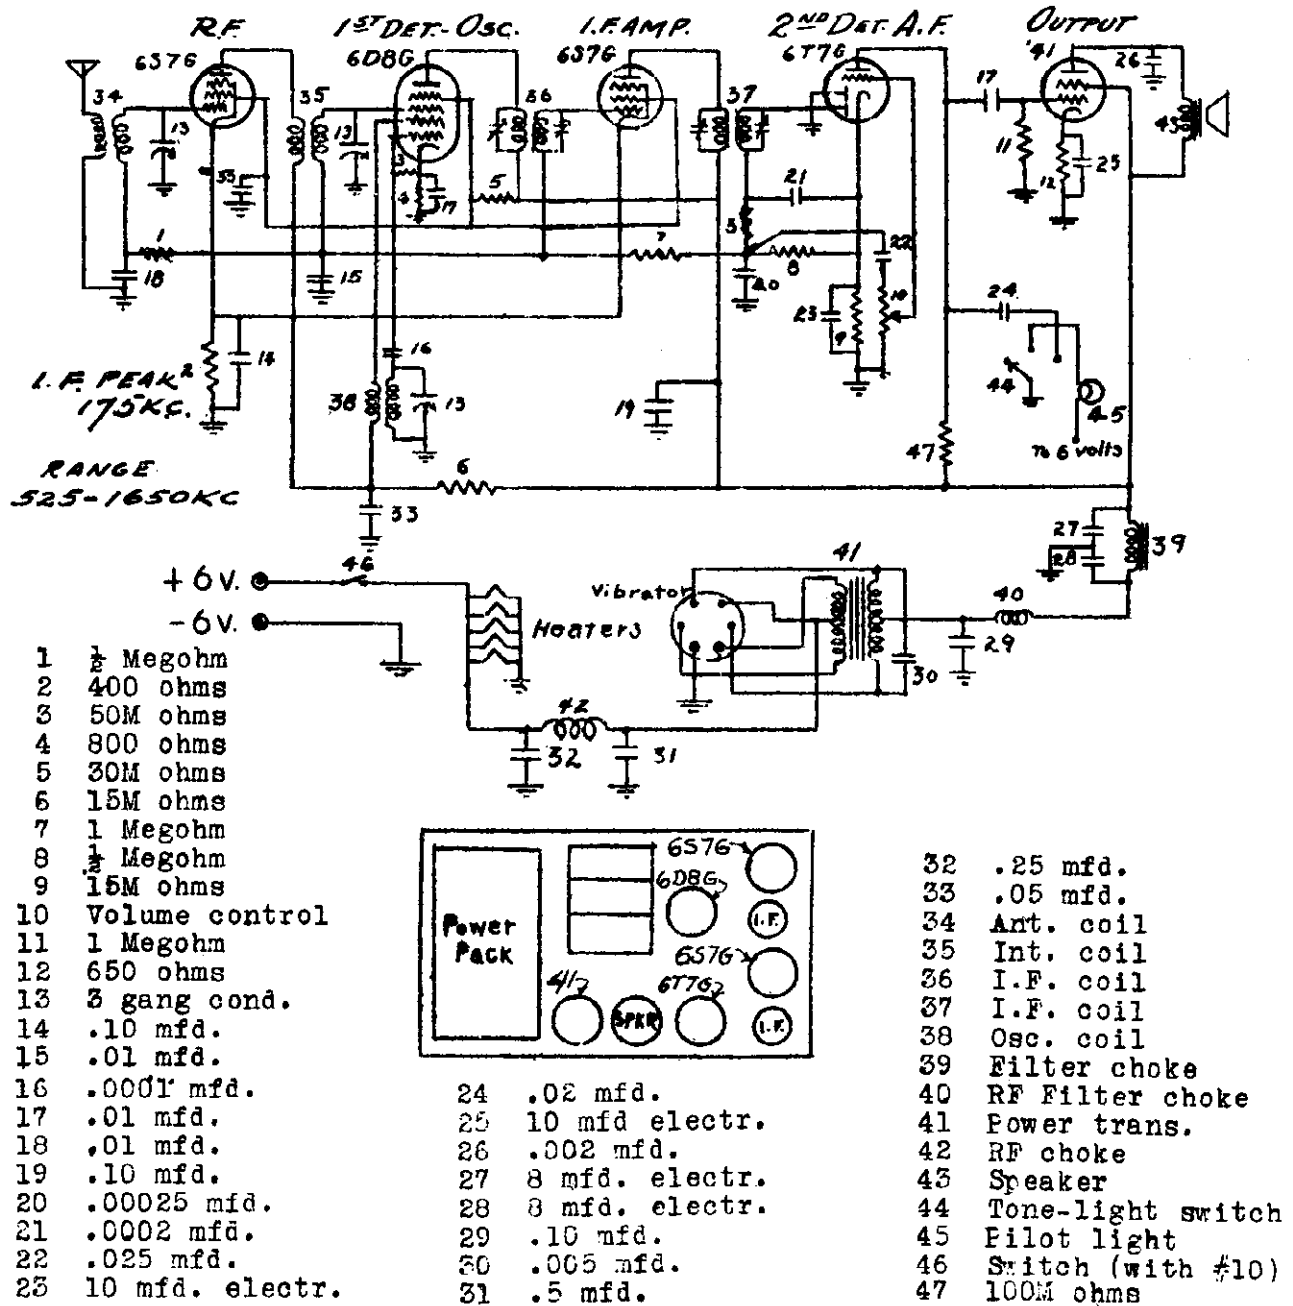 R.F. 1ST DET.-OSC. I.F. AMP. 2ND DET. A.F. OUTPUT
6S7G 6D8G 6S7G 6T7G '41
34 13 35 13 36 37 17 26 43
33 3 4 17 5 21 5 11 12 25
1 18 15 7 8 20 22 10 23 9 24
14 16 38 13 19 44 45 47
I.F. PEAK 2
175KC.
To 6 volts
RANGE
525-1650KC
6 33
27 28 39
+6V. 46 Vibrator 41 40
-6V. Heaters 29 30
42 32 31
1 ½ Megohm
2 400 ohms
3 50M ohms
4 800 ohms
5 30M ohms
6 15M ohms
7 1 Megohm
8 ½ Megohm
9 15M ohms
10 Volume control
11 1 Megohm
12 650 ohms
13 3 gang cond.
14 .10 mfd.
15 .01 mfd.
16 .0001 mfd.
17 .01 mfd.
18 .01 mfd.
19 .10 mfd.
20 .00025 mfd.
21 .0002 mfd.
22 .025 mfd.
23 10 mfd. electr.
Power
Pack
6S7G
6D8G
I.F.
6S7G
41 6T7G
SPKR I.F.
24 .02 mfd.
25 10 mfd electr.
26 .002 mfd.
27 8 mfd. electr.
28 8 mfd. electr.
29 .10 mfd.
30 .005 mfd.
31 .5 mfd.
32 .25 mfd.
33 .05 mfd.
34 Ant. coil
35 Int. coil
36 I.F. coil
37 I.F. coil
38 Osc. coil
39 Filter choke
40 RF Filter choke
41 Power trans.
42 RF choke
43 Speaker
44 Tone-light switch
45 Pilot light
46 Switch (with #10)
47 100M ohms